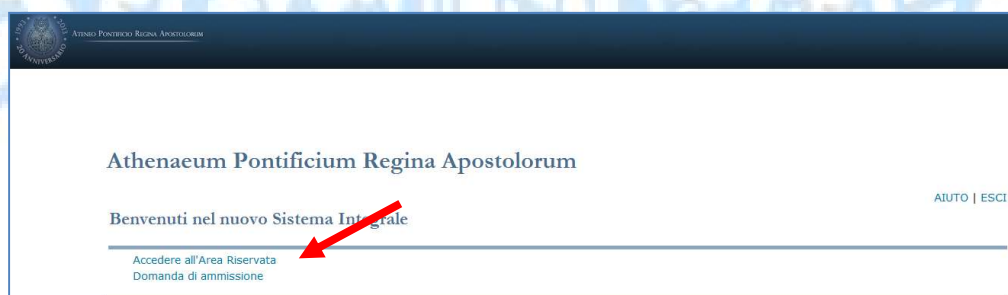 ATENEO PONTIFICIO REGINA APOSTOLORUM
Athenaeum Pontificium Regina Apostolorum
AIUTO | ESCI
Benvenuti nel nuovo Sistema Integrale
Accedere all'Area Riservata
Domanda di ammissione